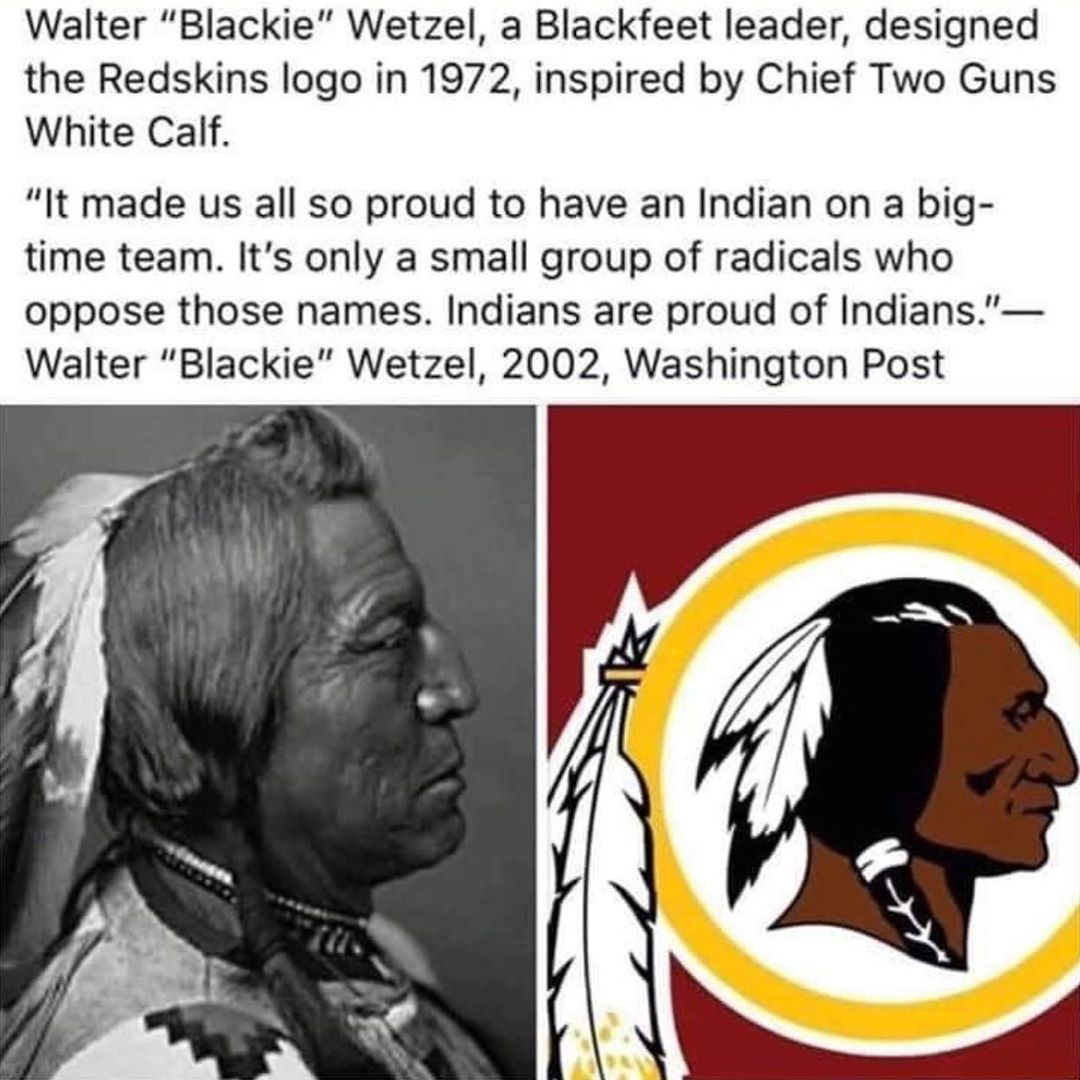 Walter “Blackie” Wetzel, a Blackfeet leader, designed
the Redskins logo in 1972, inspired by Chief Two Guns
White Calf.
“It made us all so proud to have an Indian on a big-
time team. It’s only a small group of radicals who
oppose those names. Indians are proud of Indians.”—
Walter “Blackie” Wetzel, 2002, Washington Post